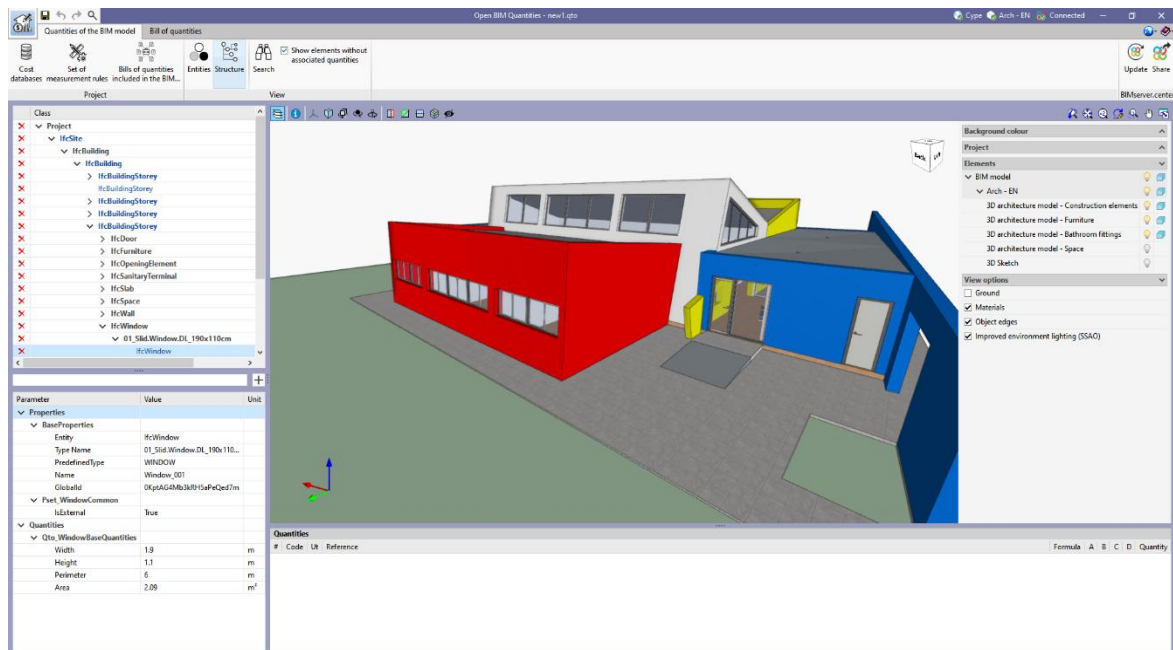 Open BIM Quantities - new1.qto
Cype Arch - EN Connected
Quantities of the BIM model Bill of quantities
Cost databases
Set of measurement rules
Bills of quantities included in the BIM...
Entities
Structure
Search
Show elements without associated quantities
Update
Share
Project
View
BIMserver.center
Class
Project
IfcSite
IfcBuilding
IfcBuilding
IfcBuildingStorey
IfcBuildingStorey
IfcBuildingStorey
IfcBuildingStorey
IfcBuildingStorey
IfcDoor
IfcFurniture
IfcOpeningElement
IfcSanitaryTerminal
IfcSlab
IfcSpace
IfcWall
IfcWindow
01_Slid.Window.DL_190x110cm
IfcWindow
Parameter Value Unit
Properties
BaseProperties
Entity IfcWindow
Type Name 01_Slid.Window.DL_190x110...
PredefinedType WINDOW
Name Window_001
GlobalId
Pset_WindowCommon
IsExternal True
Quantities
Qto_WindowBaseQuantities
Width 1.9 m
Height 1.1 m
Perimeter 6 m
Area 2.09 m²
Background colour
Project
Elements
BIM model
Arch - EN
3D architecture model - Construction elements
3D architecture model - Furniture
3D architecture model - Bathroom fittings
3D architecture model - Space
3D Sketch
View options
Ground
Materials
Object edges
Improved environment lighting (SSAO)
Quantities
# Code Ut Reference Formula A B C D Quantity